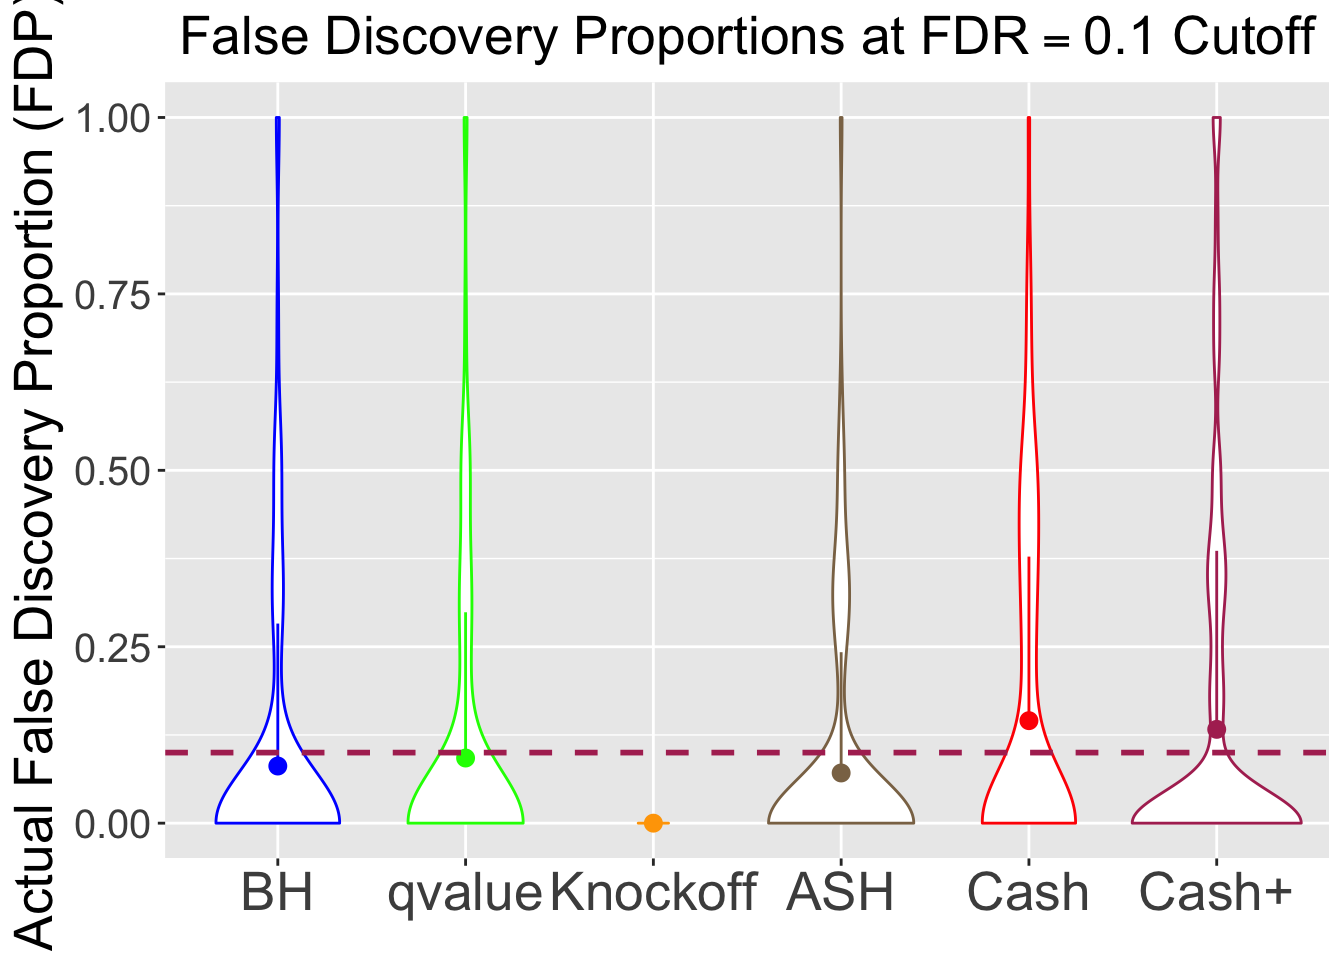 False Discovery Proportions at FDR = 0.1 Cutoff
Actual False Discovery Proportion (FDP)
1.00
0.75
0.50
0.25
0.00
BH qvalue Knockoff ASH Cash Cash+